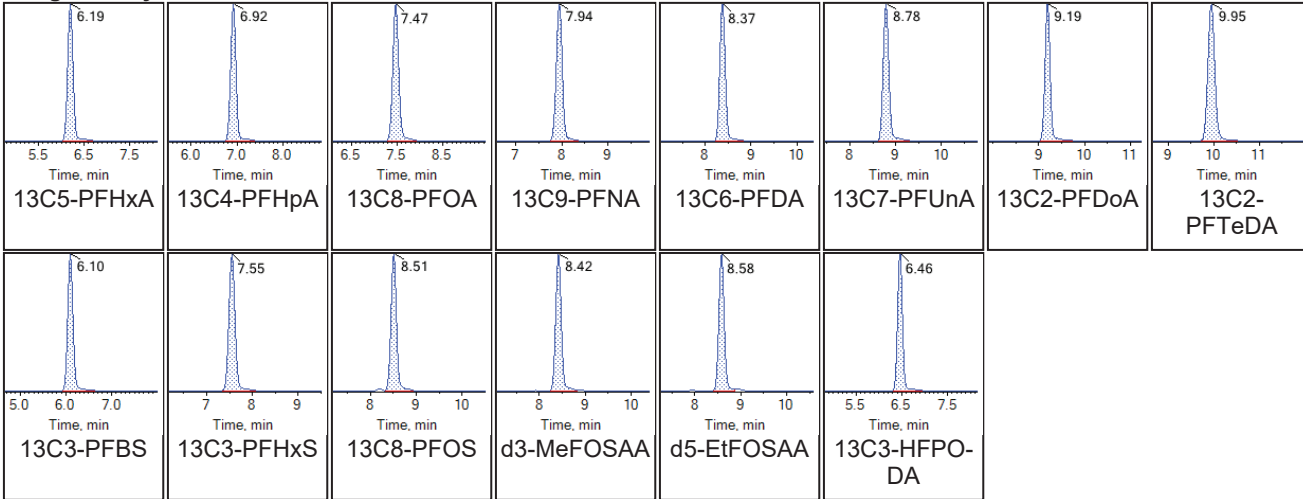 6.19
5.5 6.5 7.5
Time, min
13C5-PFHxA
6.92
6.0 7.0 8.0
Time, min
13C4-PFHpA
7.47
6.5 7.5 8.5
Time, min
13C8-PFOA
7.94
7 8 9
Time, min
13C9-PFNA
8.37
8 9 10
Time, min
13C6-PFDA
8.78
8 9 10
Time, min
13C7-PFUnA
9.19
9 10 11
Time, min
13C2-PFDoA
9.95
9 10 11
Time, min
13C2-
PFTeDA
6.10
5.0 6.0 7.0
Time, min
13C3-PFBS
7.55
7 8 9
Time, min
13C3-PFHxS
8.51
8 9 10
Time, min
13C8-PFOS
8.42
8 9 10
Time, min
d3-MeFOSAA
8.58
8 9 10
Time, min
d5-EtFOSAA
6.46
5.5 6.5 7.5
Time, min
13C3-HFPO-
DA